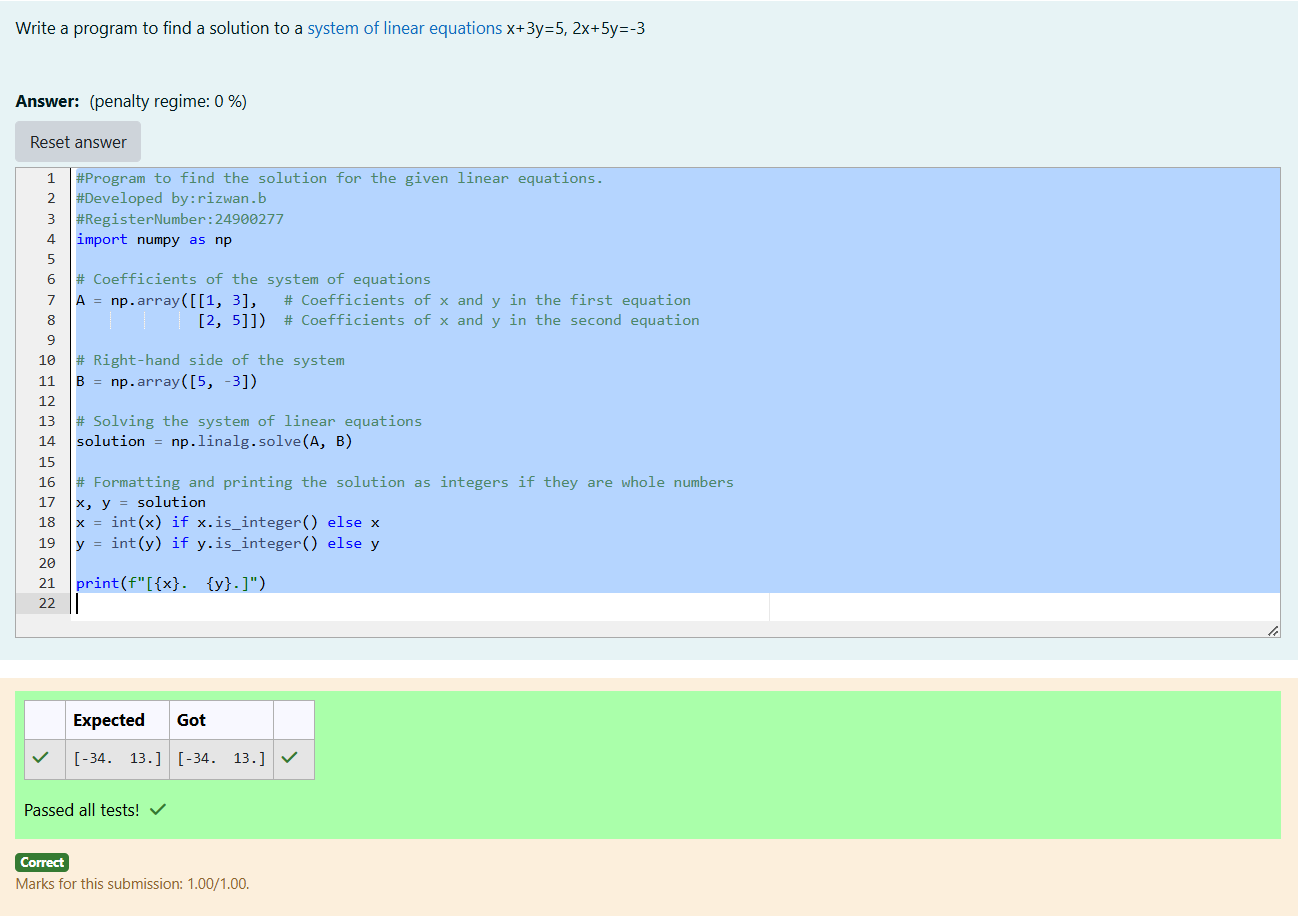 Write a program to find a solution to a system of linear equations x+3y=5, 2x+5y=-3
Answer: (penalty regime: 0 %)
Reset answer
1 #Program to find the solution for the given linear equations.
2 #Developed by:rizwan.b
3 #RegisterNumber:24900277
4 import numpy as np
5
6 # Coefficients of the system of equations
7 A = np.array([[1, 3],   # Coefficients of x and y in the first equation
8               [2, 5]])  # Coefficients of x and y in the second equation
9
10 # Right-hand side of the system
11 B = np.array([5, -3])
12
13 # Solving the system of linear equations
14 solution = np.linalg.solve(A, B)
15
16 # Formatting and printing the solution as integers if they are whole numbers
17 x, y = solution
18 x = int(x) if x.is_integer() else x
19 y = int(y) if y.is_integer() else y
20
21 print(f"[{x}.  {y}.]")
22
Expected Got
[-34.  13.] [-34.  13.]
Passed all tests!
Correct
Marks for this submission: 1.00/1.00.